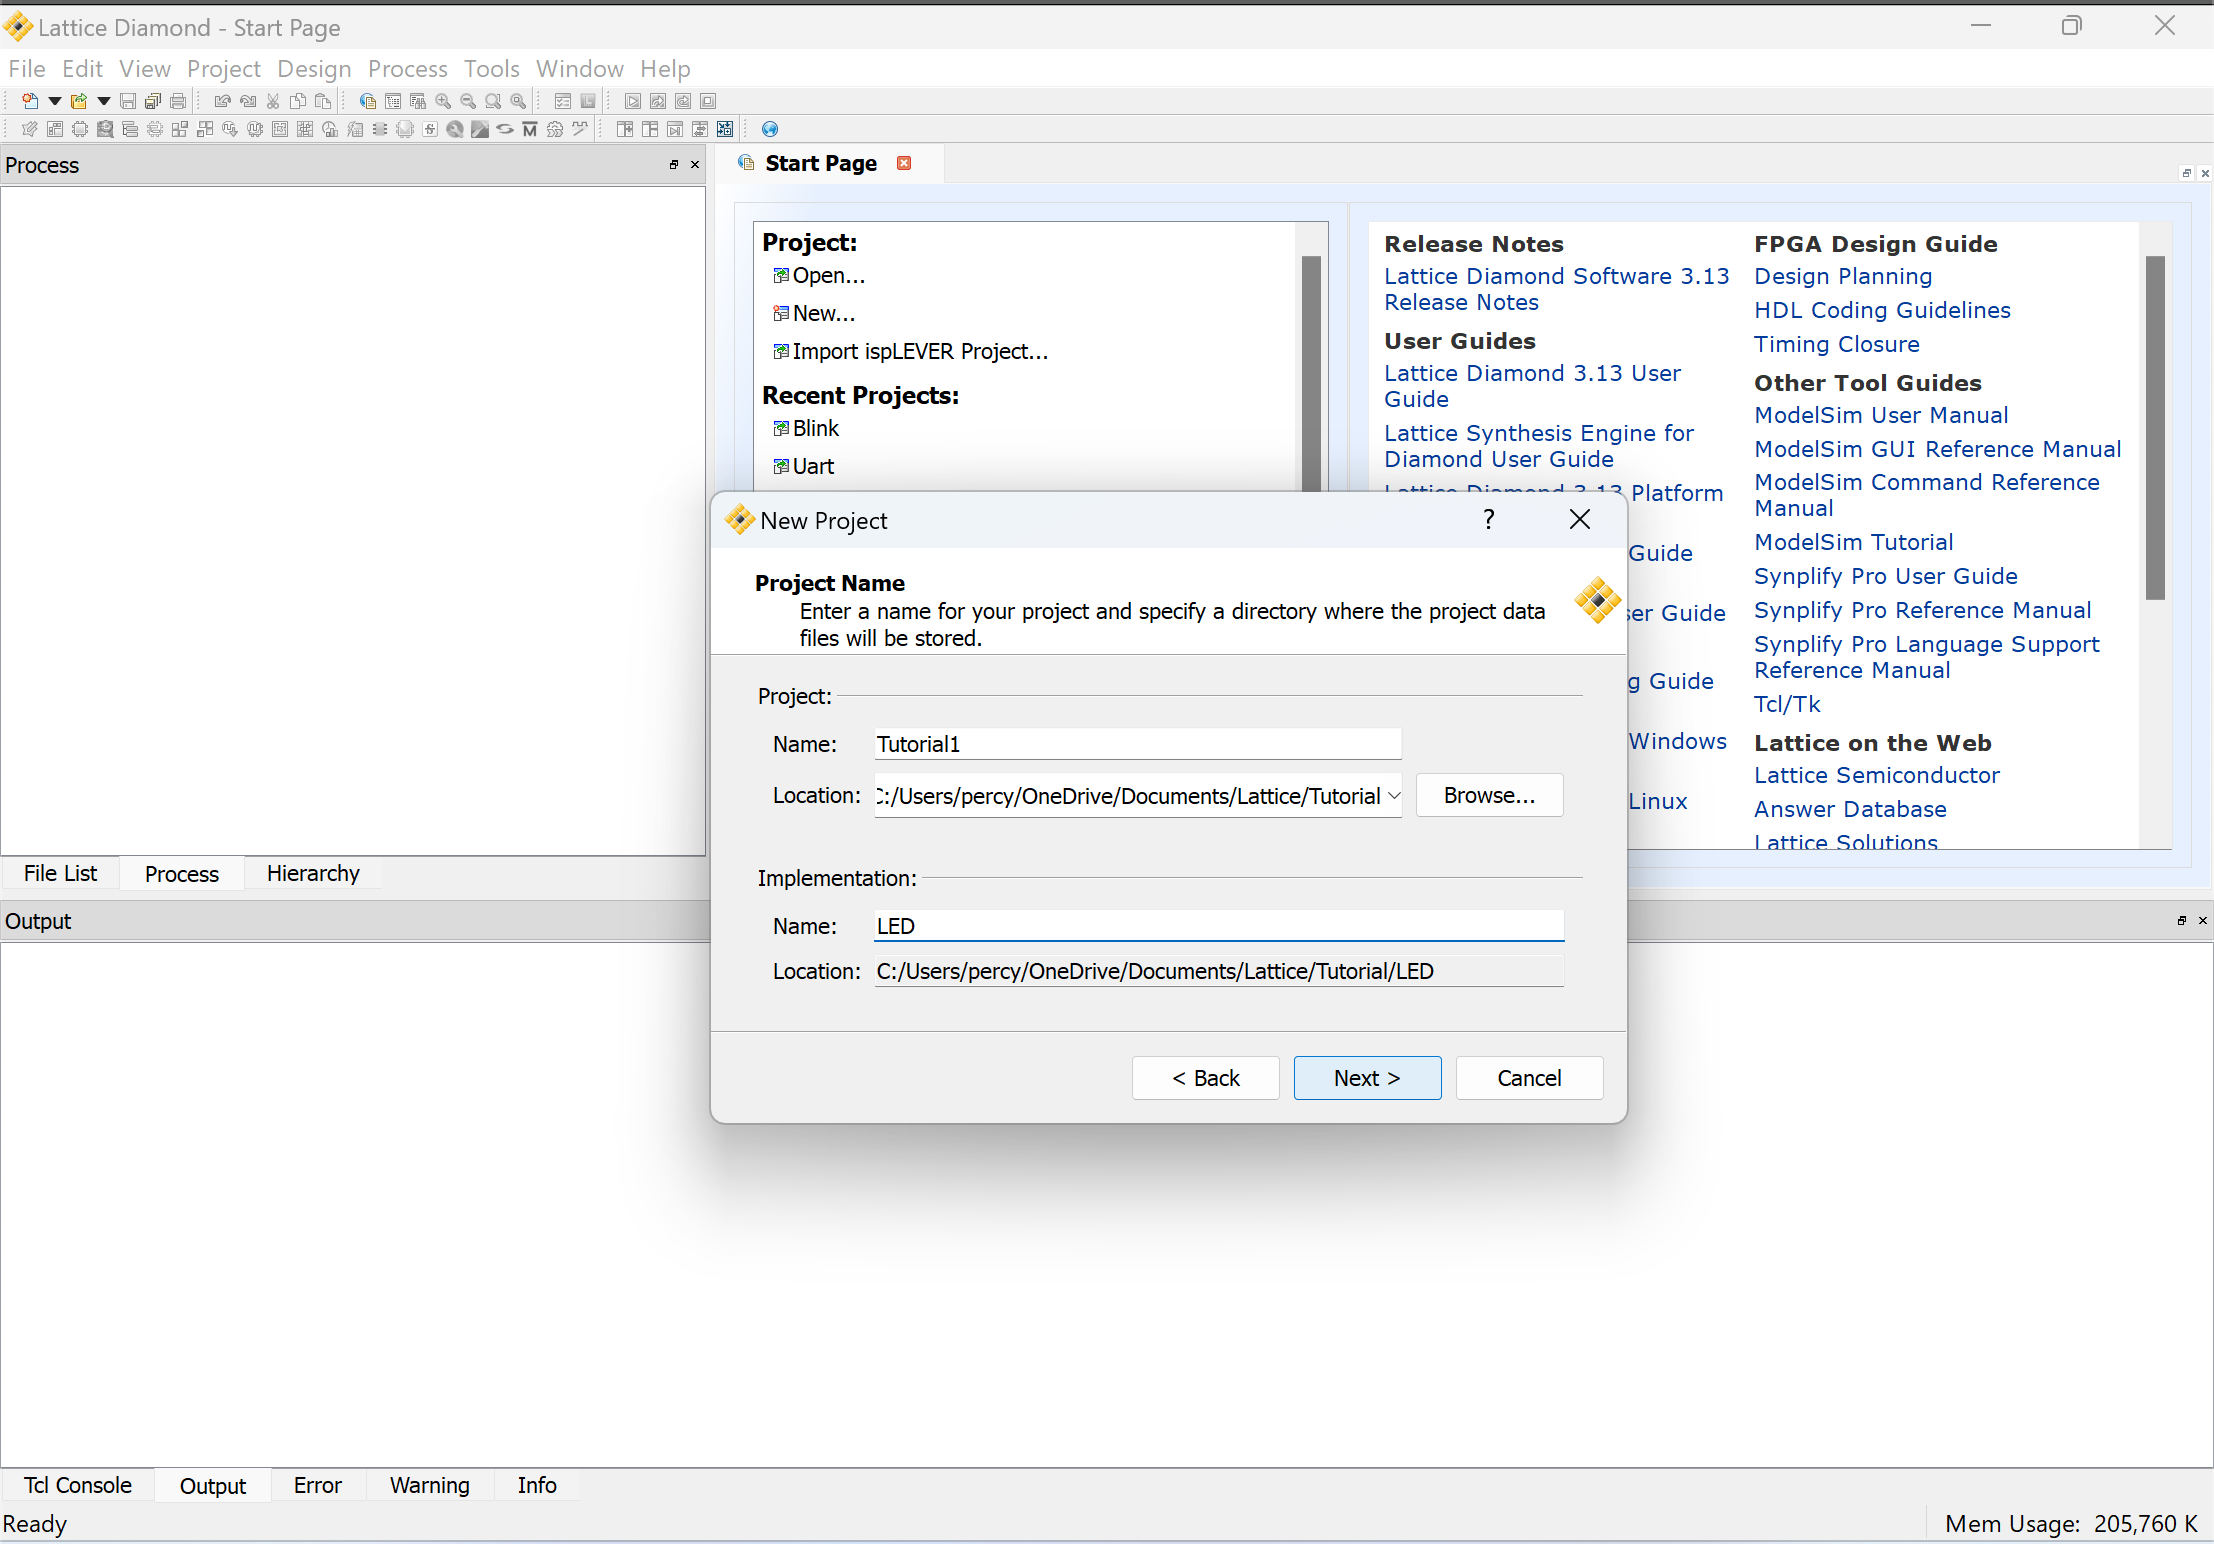 Lattice Diamond - Start Page
File Edit View Project Design Process Tools Window Help
Process
Start Page
Project:
Open...
New...
Import ispLEVER Project...
Recent Projects:
Blink
Uart
Release Notes
Lattice Diamond Software 3.13
Release Notes
User Guides
Lattice Diamond 3.13 User
Guide
Lattice Synthesis Engine for
Diamond User Guide
Lattice Diamond 3.13 Platform
Guide
Guide
g Guide
Windows
Linux
FPGA Design Guide
Design Planning
HDL Coding Guidelines
Timing Closure
Other Tool Guides
ModelSim User Manual
ModelSim GUI Reference Manual
ModelSim Command Reference
Manual
ModelSim Tutorial
Synplify Pro User Guide
Synplify Pro Reference Manual
Synplify Pro Language Support
Reference Manual
Tcl/Tk
Lattice on the Web
Lattice Semiconductor
Answer Database
Lattice Solutions
New Project
?
Project Name
Enter a name for your project and specify a directory where the project data
files will be stored.
Project:
Name: Tutorial1
Location: C:/Users/percy/OneDrive/Documents/Lattice/Tutorial Browse...
Implementation:
Name: LED
Location: C:/Users/percy/OneDrive/Documents/Lattice/Tutorial/LED
< Back Next > Cancel
File List Process Hierarchy
Output
Tcl Console Output Error Warning Info
Ready
Mem Usage: 205,760 K